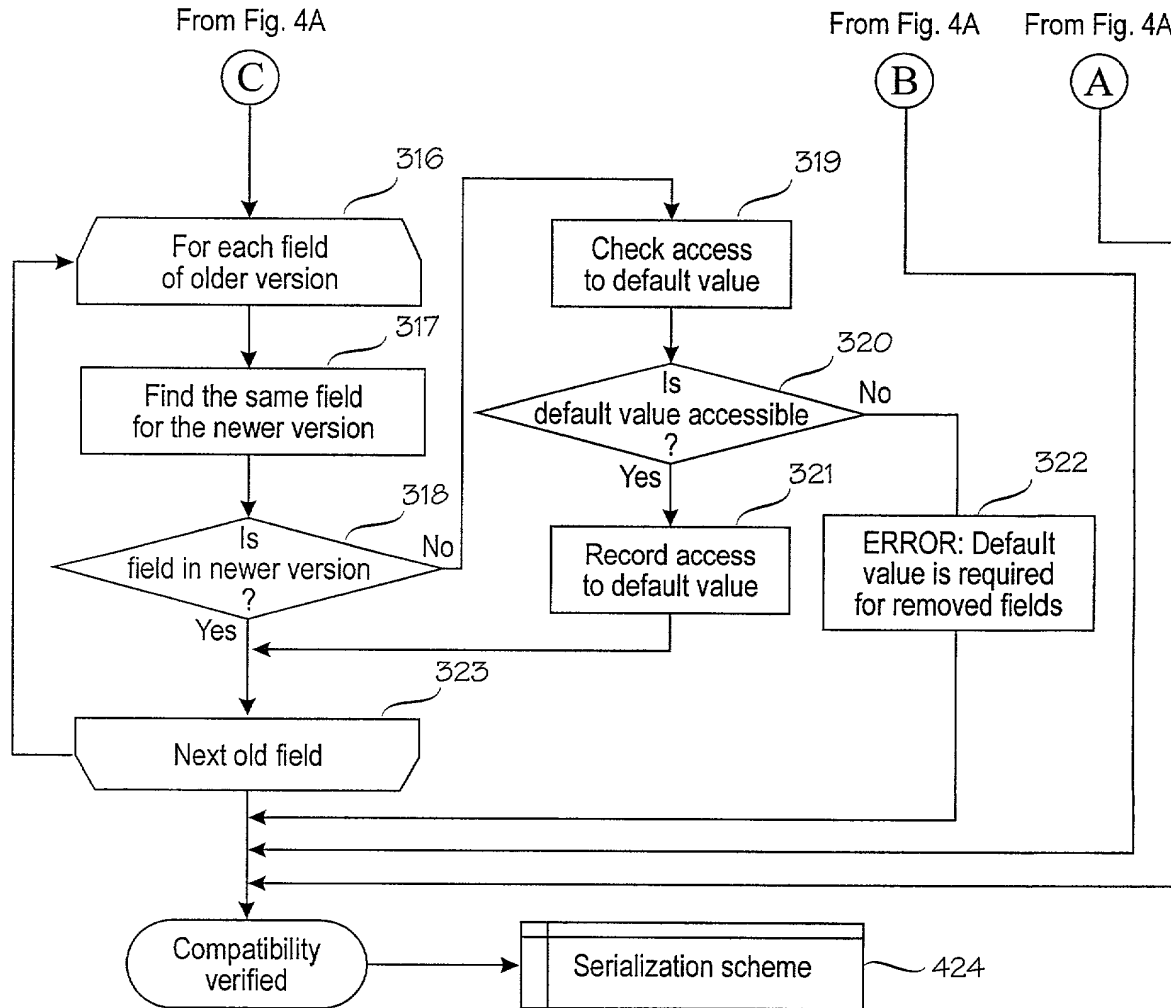 From Fig. 4A
C
From Fig. 4A
B
From Fig. 4A
A
316
For each field
of older version
317
Find the same field
for the newer version
318
Is
field in newer version
?
No
Yes
319
Check access
to default value
320
Is
default value accessible
?
No
Yes
321
Record access
to default value
322
ERROR: Default
value is required
for removed fields
323
Next old field
Compatibility
verified
Serialization scheme
424